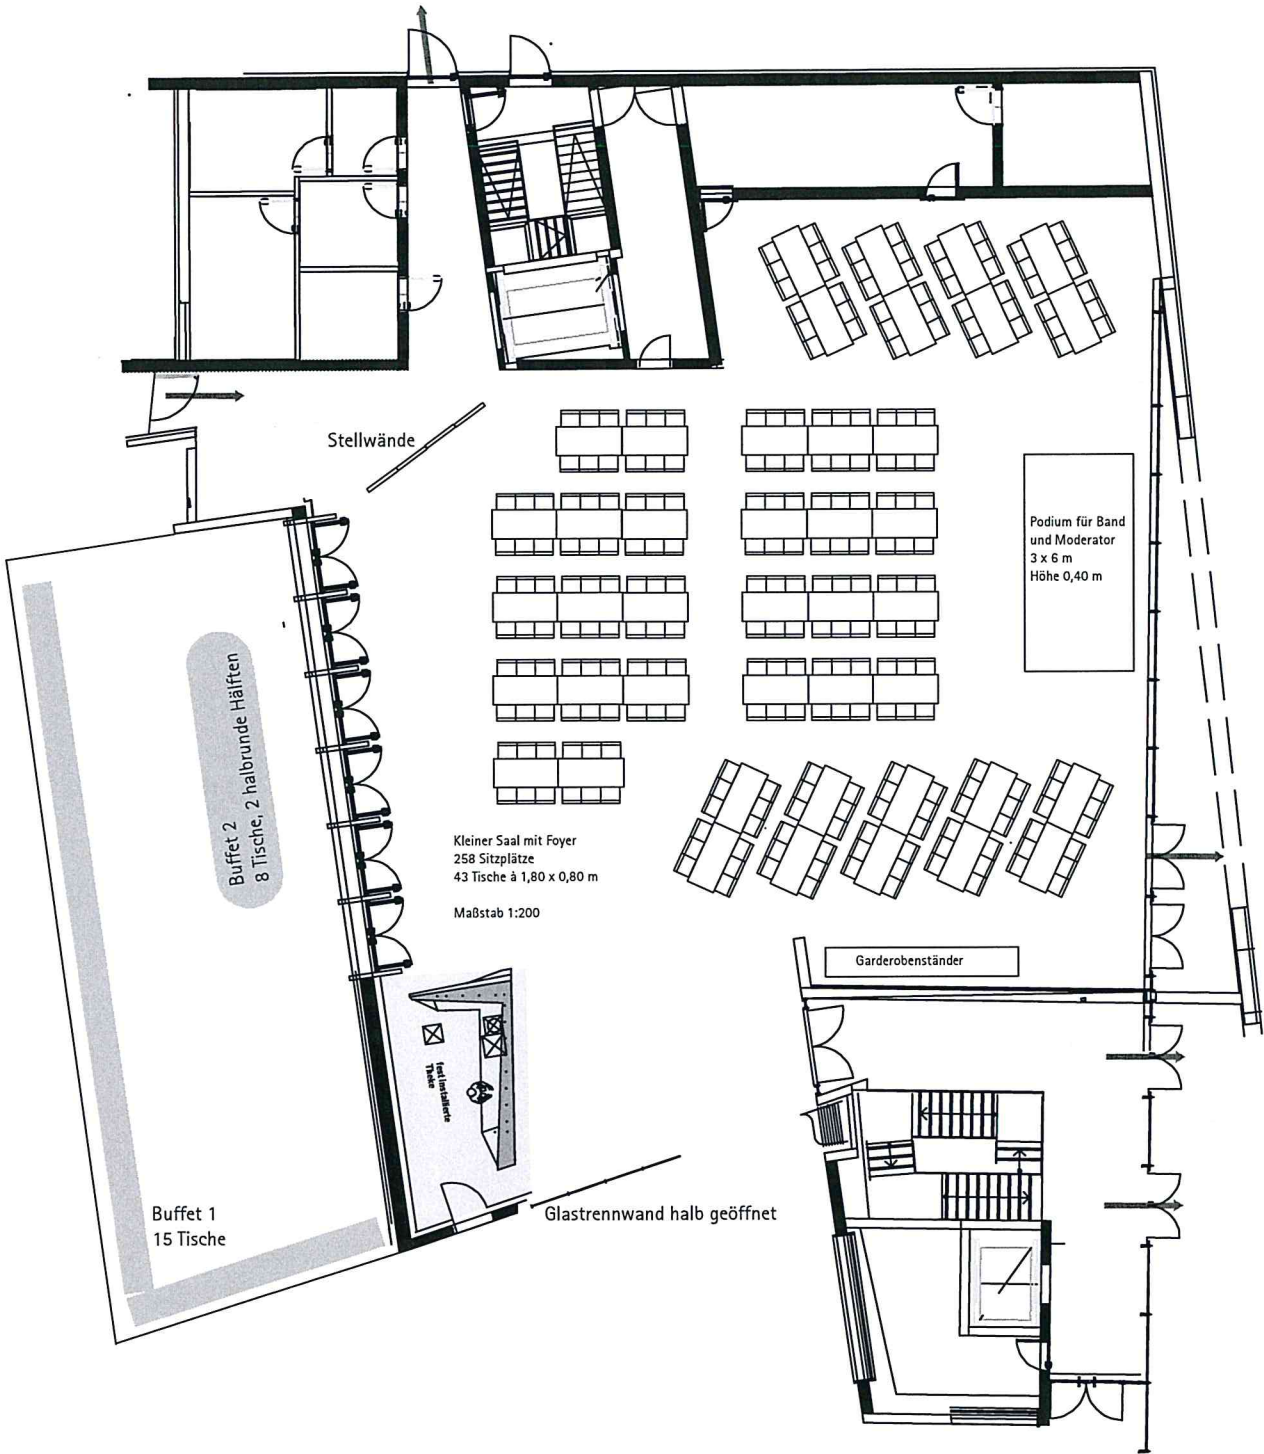 Stellwände
Podium für Band
und Moderator
3 x 6 m
Höhe 0,40 m
Buffet 2
8 Tische, 2 halbrunde Hälften
Kleiner Saal mit Foyer
258 Sitzplätze
43 Tische à 1,80 x 0,80 m
Maßstab 1:200
Garderobenständer
fest installierte
Theke
Buffet 1
15 Tische
Glastrennwand halb geöffnet